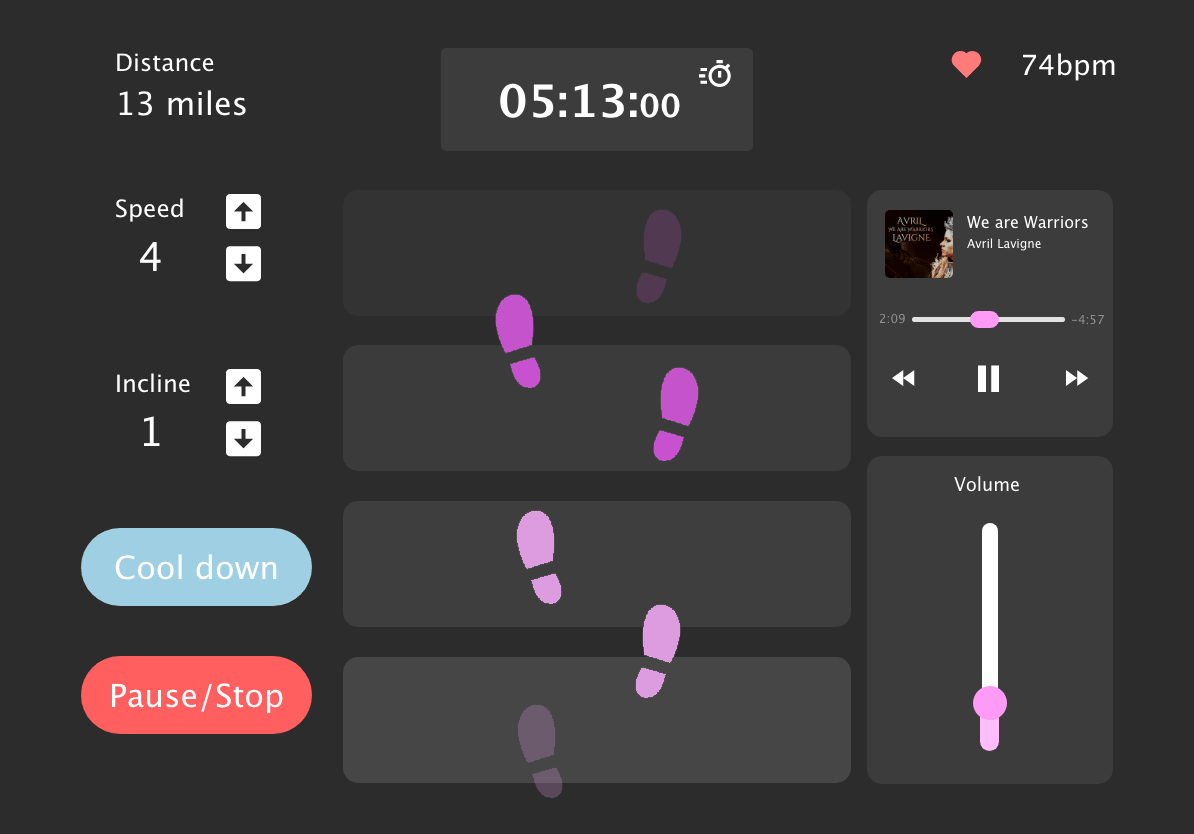 Distance
13 miles
05:13:00
74bpm
Speed
4
Incline
1
Cool down
Pause/Stop
AVRIL
WE ARE WARRIORS
LAVIGNE
We are Warriors
Avril Lavigne
2:09
-4:57
Volume